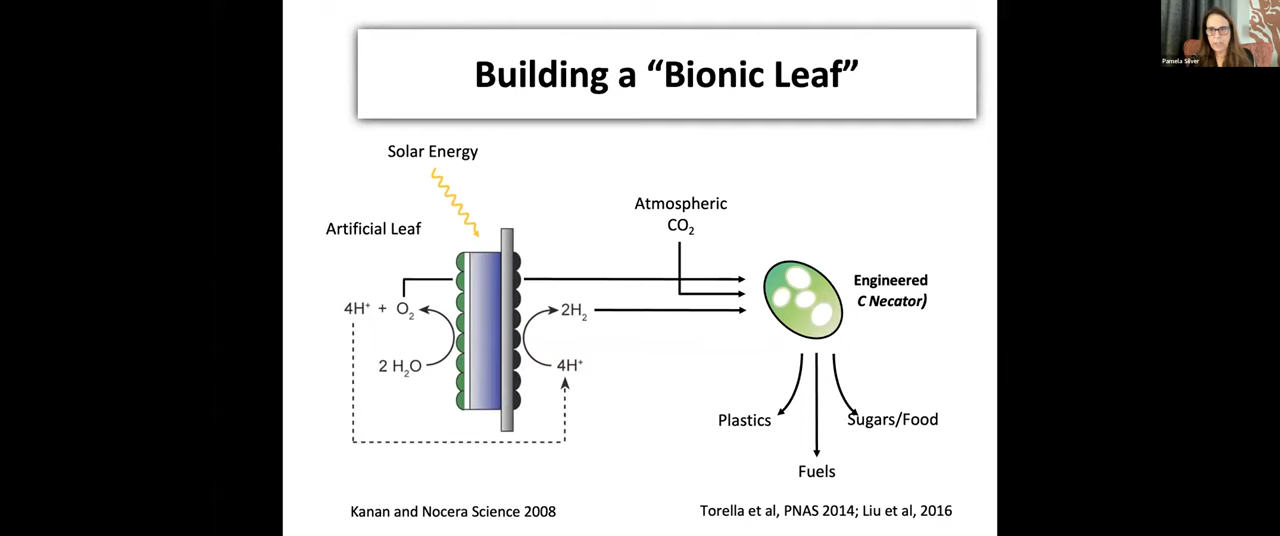 Building a “Bionic Leaf”
Pamela Silver
Solar Energy
Artificial Leaf
Atmospheric
CO₂
4H⁺ + O₂
2H₂
2 H₂O
4H⁺
Engineered
C Necator)
Plastics
Sugars/Food
Fuels
Kanan and Nocera Science 2008
Torella et al, PNAS 2014; Liu et al, 2016